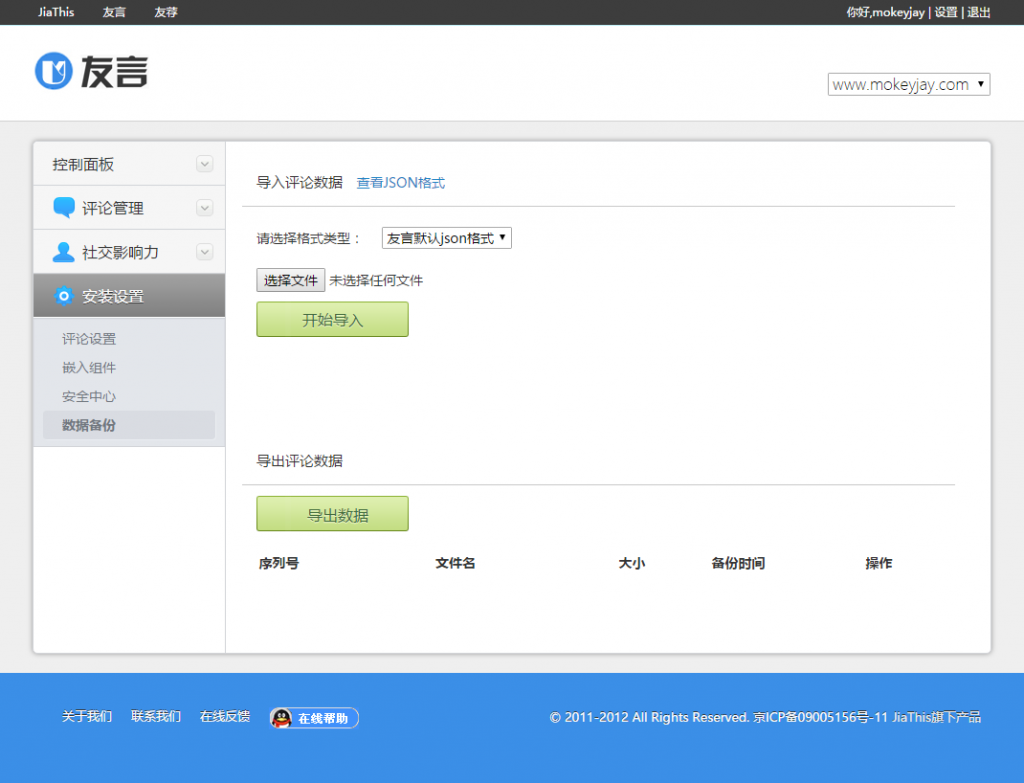 JiaThis 友言 友荐 你好,mokeyjay | 设置 | 退出
友言
www.mokeyjay.com
控制面板
评论管理
社交影响力
安装设置
评论设置
嵌入组件
安全中心
数据备份
导入评论数据 查看JSON格式
请选择格式类型： 友言默认json格式
选择文件 未选择任何文件
开始导入
导出评论数据
导出数据
序列号 文件名 大小 备份时间 操作
关于我们 联系我们 在线反馈 在线帮助 © 2011-2012 All Rights Reserved. 京ICP备09005156号-11 JiaThis旗下产品